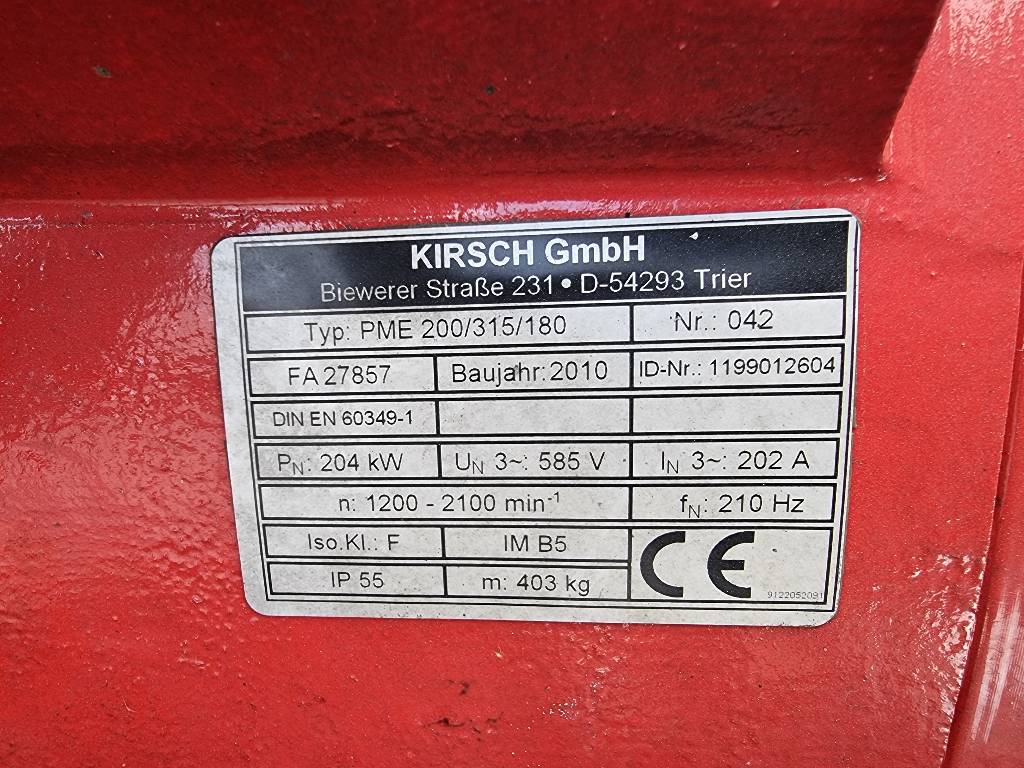 KIRSCH GmbH
Biewerer Straße 231 • D-54293 Trier
Typ: PME 200/315/180 Nr.: 042
FA 27857 Baujahr: 2010 ID-Nr.: 1199012604
DIN EN 60349-1
PN: 204 kW UN 3~: 585 V IN 3~: 202 A
n: 1200 - 2100 min-1 fN: 210 Hz
Iso.Kl.: F IM B5 CE
IP 55 m: 403 kg 9122052091